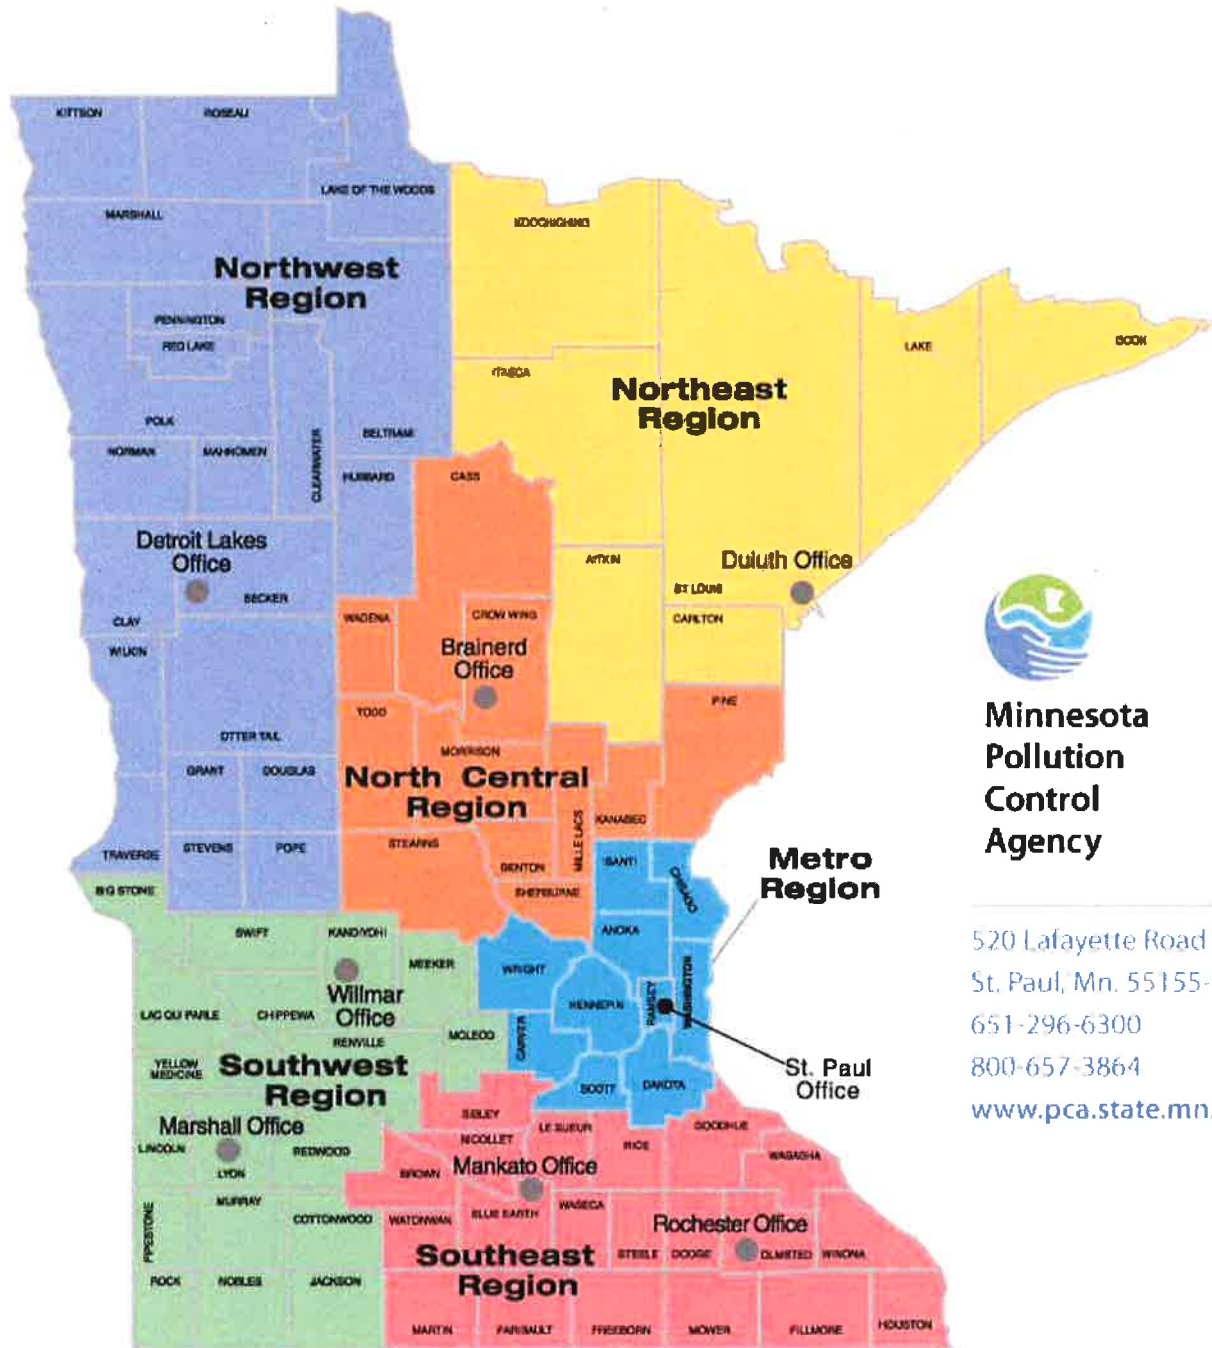 KITTSON
ROSEAU
LAKE OF THE WOODS
MARSHALL
KOOCHICHING
Northwest
Region
PENNINGTON
RED LAKE
LAKE
COOK
ITASCA
Northeast
Region
POLK
BELTRAMI
NORMAN
MAHNOMEN
CLEARWATER
HUBBARD
CASS
Detroit Lakes
Office
AITKIN
Duluth Office
ST LOUIS
BECKER
CLAY
WADENA
CROW WING
CARLTON
WILKIN
Brainerd
Office
PINE
TODD
OTTER TAIL
MORRISON
GRANT
DOUGLAS
North Central
Region
MILLE LACS
KANABEC
TRAVERSE
STEVENS
POPE
STEARNS
BENTON
ISANTI
CHISAGO
Metro
Region
BIG STONE
SHERBURNE
SWIFT
KANDIYOHI
ANOKA
MEEKER
WRIGHT
WASHINGTON
Willmar
Office
HENNEPIN
RAMSEY
LAC QUI PARLE
CHIPPEWA
RENVILLE
MCLEOD
CARVER
YELLOW
MEDICINE
Southwest
Region
St. Paul
Office
SCOTT
DAKOTA
SIBLEY
Marshall Office
NICOLLET
LE SUEUR
RICE
GOODHUE
LINCOLN
LYON
REDWOOD
BROWN
Mankato Office
WABASHA
PIPESTONE
MURRAY
COTTONWOOD
WATONWAN
BLUE EARTH
WASECA
Rochester Office
STEELE
DODGE
OLMSTED
WINONA
Southeast
Region
ROCK
NOBLES
JACKSON
MARTIN
FARIBAULT
FREEBORN
MOWER
FILLMORE
HOUSTON
Minnesota
Pollution
Control
Agency
520 Lafayette Road
St. Paul, Mn. 55155-
651-296-6300
800-657-3864
www.pca.state.mn.